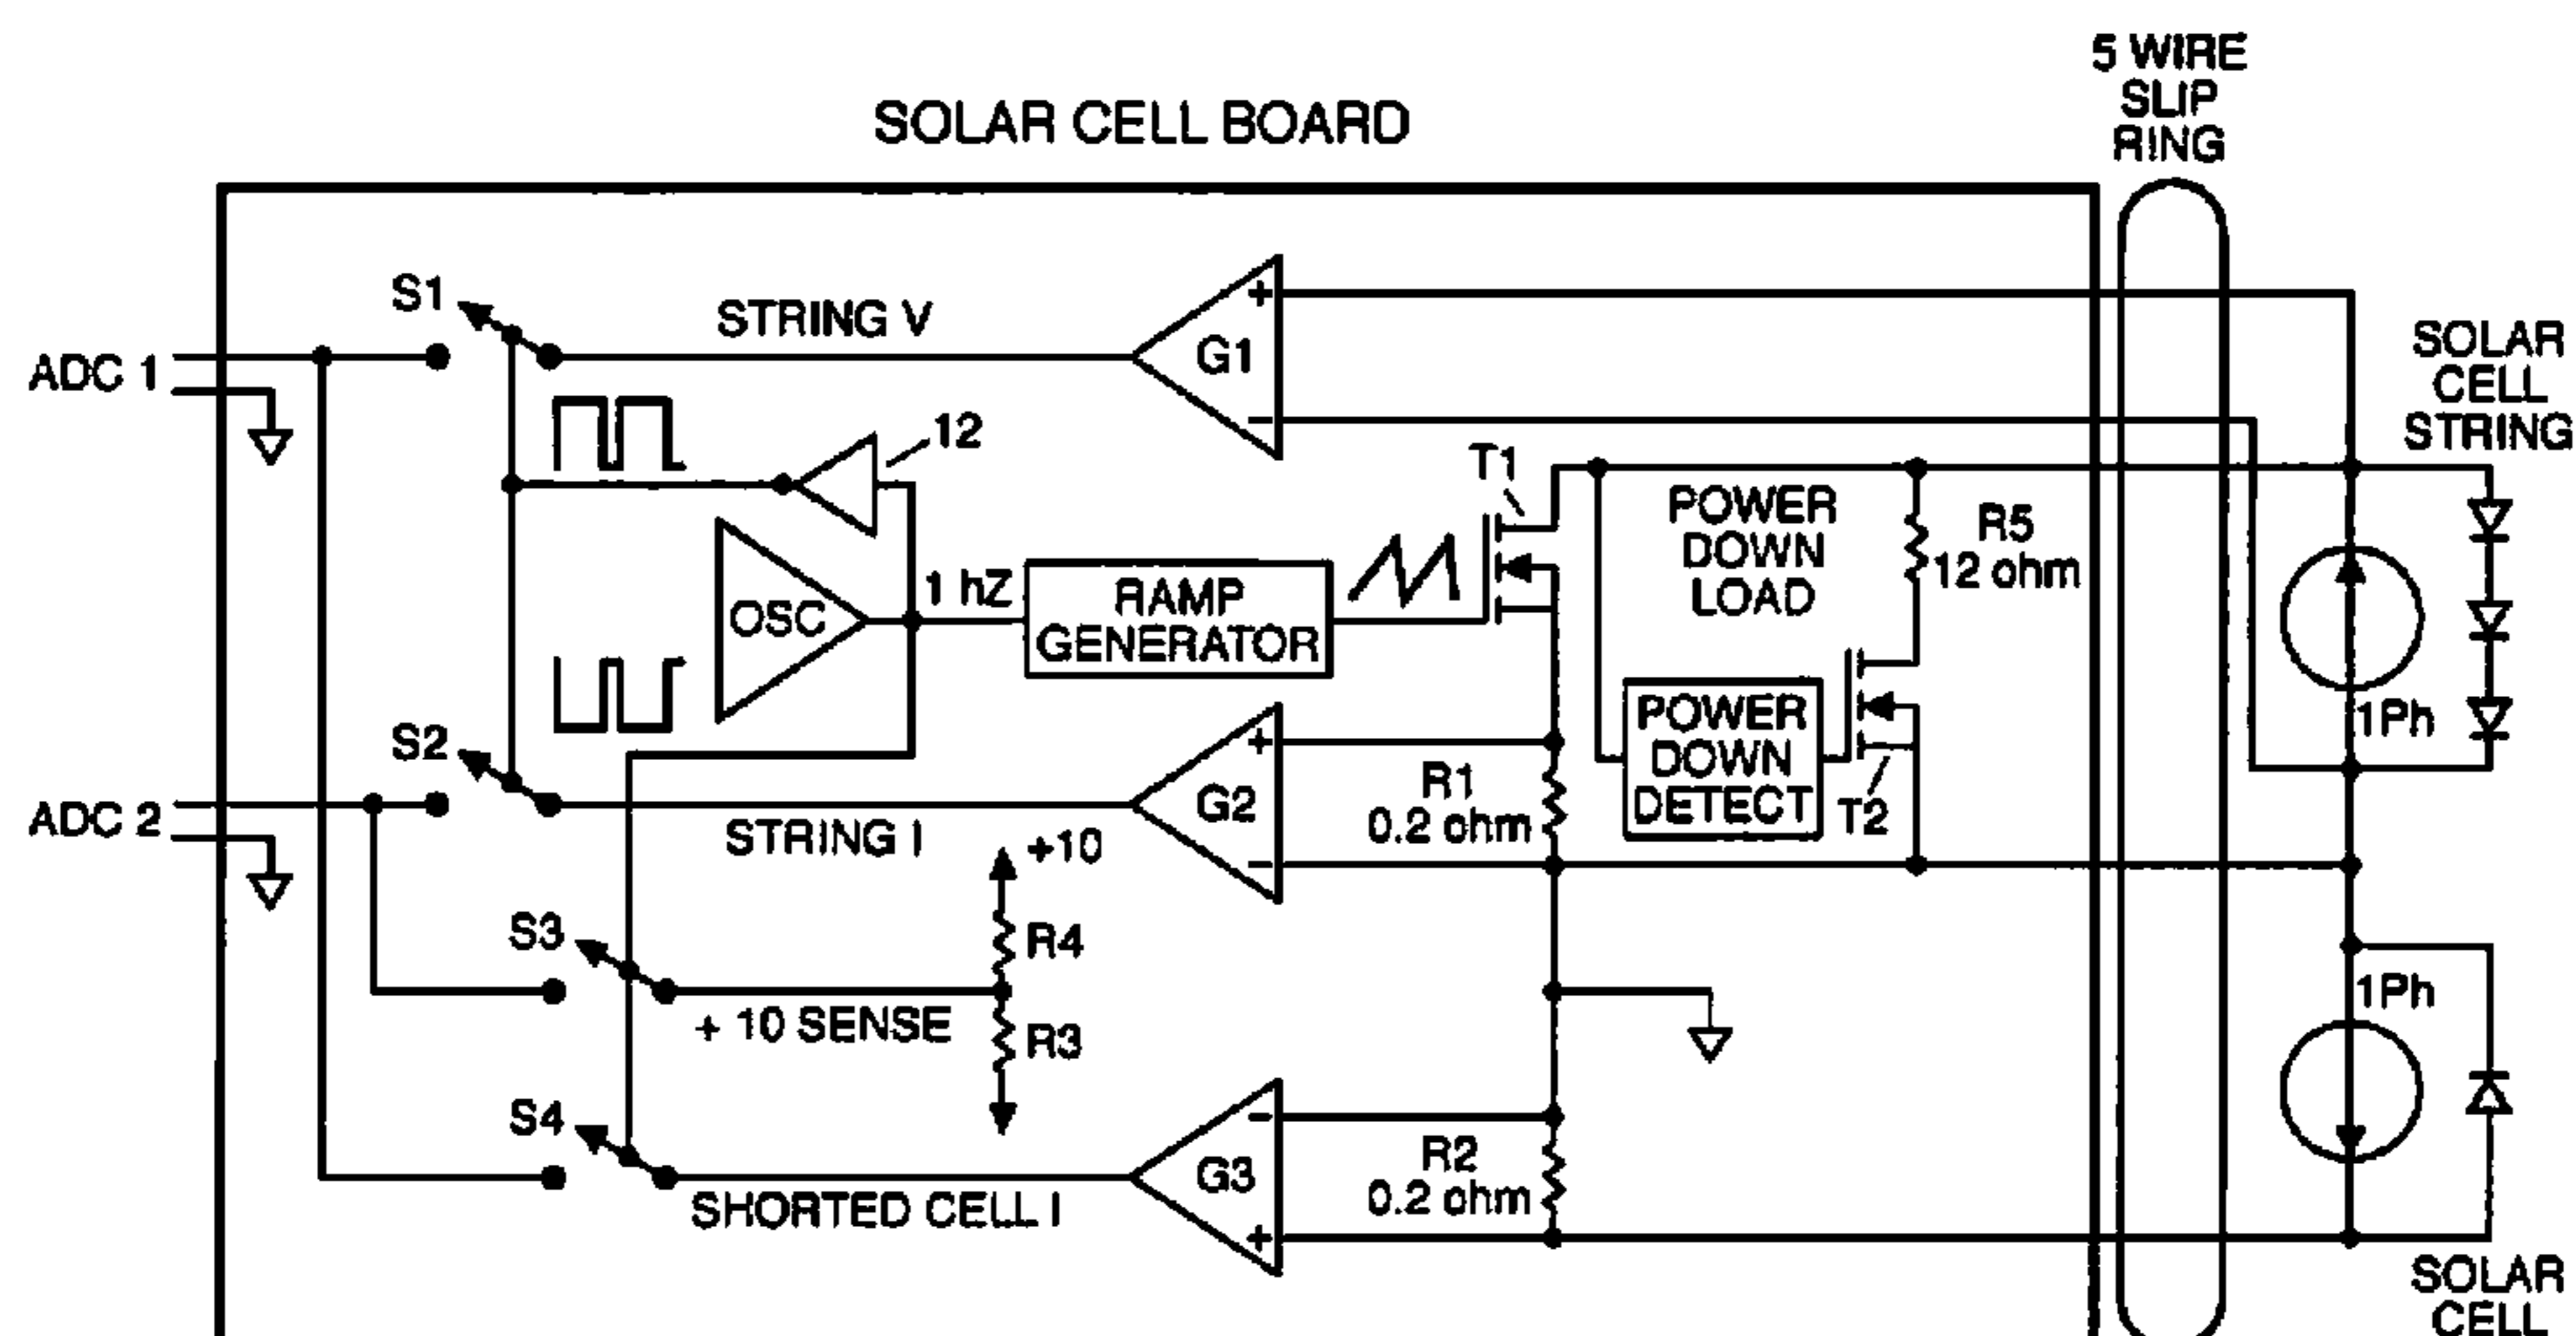 5 WIRE
SLIP
RING
SOLAR CELL BOARD
S1
STRING V
+
G1
−
ADC 1
SOLAR
CELL
STRING
12
T1
POWER
DOWN
LOAD
R5
12 ohm
OSC
1 hZ
RAMP
GENERATOR
1Ph
POWER
DOWN
DETECT
T2
S2
+
G2
−
R1
0.2 ohm
ADC 2
STRING I
+10
S3
R4
+ 10 SENSE
R3
1Ph
S4
−
G3
+
R2
0.2 ohm
SHORTED CELL I
SOLAR
CELL